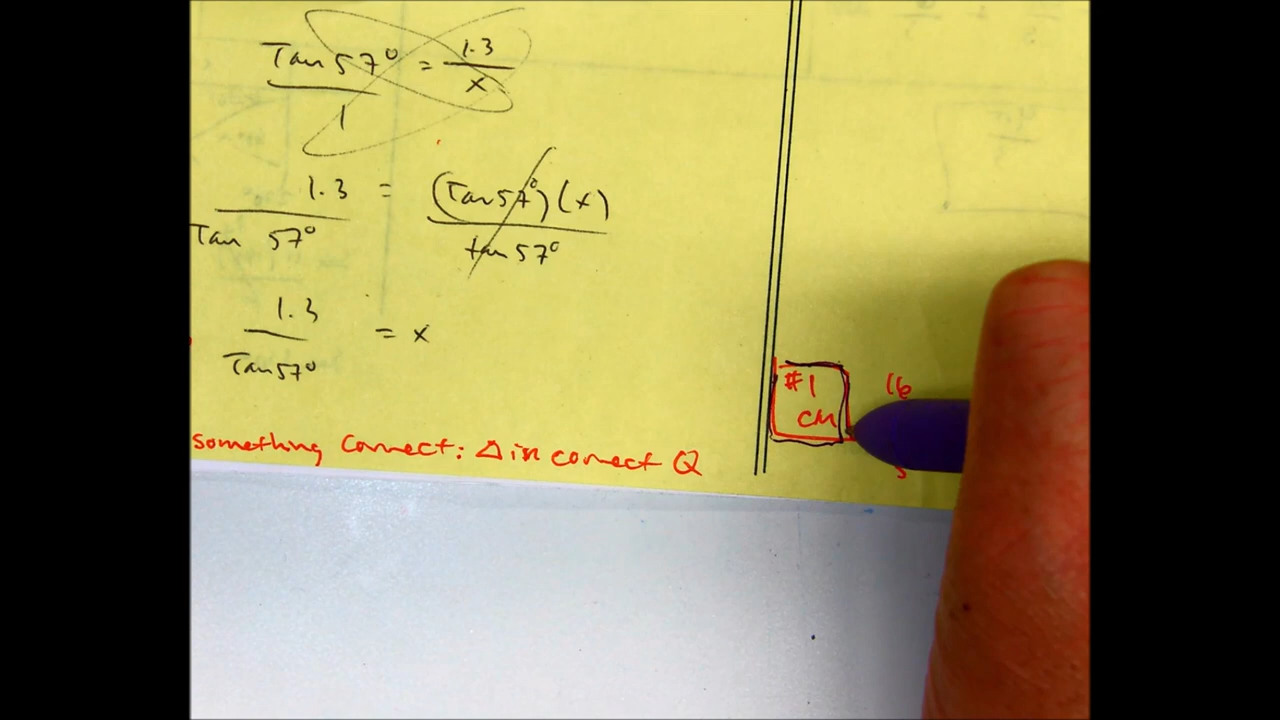 Tan 57° = 1.3
x
1
1.3 = (Tan 57°)(x)
Tan 57° tan 57°
1.3 = x
Tan 57°
something correct: Δ in correct Q
#1
cm